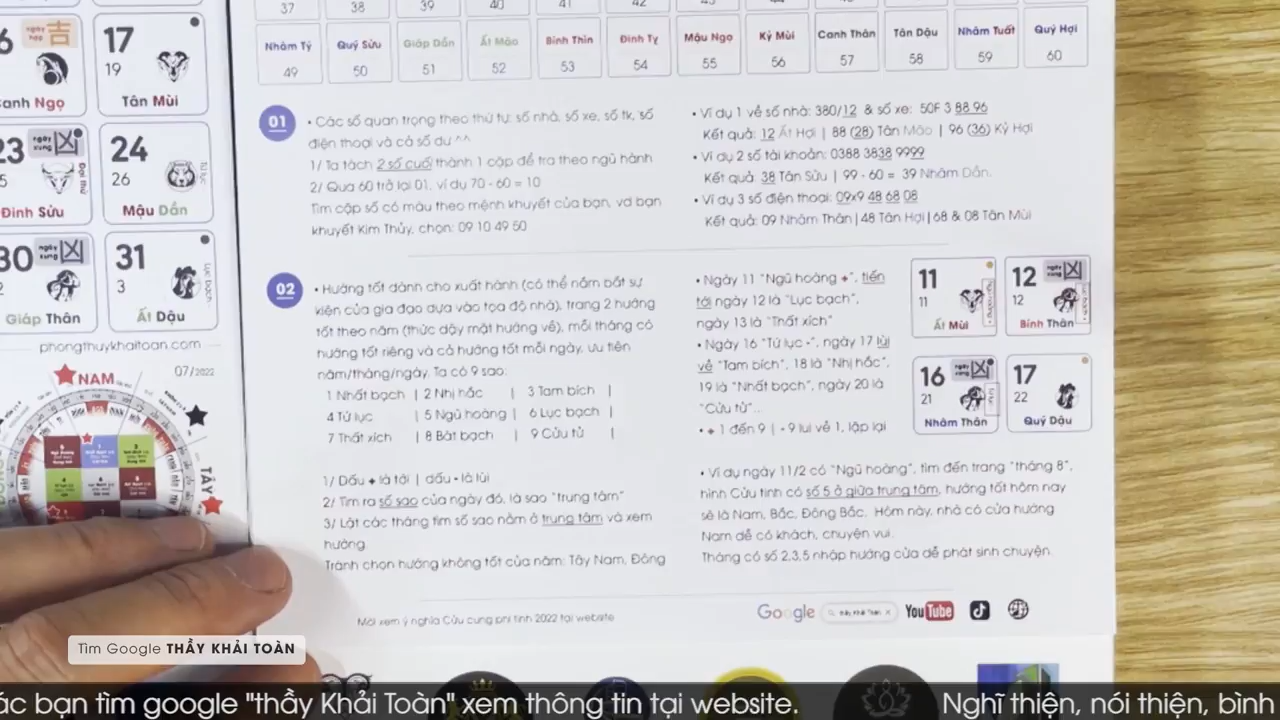 37 38 39 40 41 42
Nhâm Tý Quý Sửu Giáp Dần Ất Mão Bính Thìn Đinh Tỵ Mậu Ngọ Kỷ Mùi Canh Thân Tân Dậu Nhâm Tuất Quý Hợi
49 50 51 52 53 54 55 56 57 58 59 60
ngày hợp 吉
17
19
anh Ngọ
Tân Mùi
23
24
26
Đinh Sửu
Mậu Dần
30
31
3
Giáp Thân
Ất Dậu
phongthuykhaitoan.com
07/2022
NAM
TÂY
01
• Các số quan trọng theo thứ tự: số nhà, số xe, số tk, số
điện thoại và cả số dư ^^
1/ Ta tách 2 số cuối thành 1 cặp để tra theo ngũ hành
2/ Qua 60 trở lại 01, ví dụ 70 - 60 = 10
Tìm cặp số có màu theo mệnh khuyết của bạn, vd bạn
khuyết Kim Thủy, chọn: 09 10 49 50
• Ví dụ 1 về số nhà: 380/12 & số xe: 50F 3 88 96
Kết quả: 12 Ất Hợi | 88 (28) Tân Mão | 96 (36) Kỷ Hợi
• Ví dụ 2 số tài khoản: 0388 3838 9999
Kết quả: 38 Tân Sửu | 99 - 60 = 39 Nhâm Dần.
• Ví dụ 3 số điện thoại: 09x9 48 68 08
Kết quả: 09 Nhâm Thân | 48 Tân Hợi | 68 & 08 Tân Mùi
02
• Hướng tốt dành cho xuất hành (có thể nắm bắt sự
kiện của gia đạo dựa vào tọa độ nhà), trang 2 hướng
tốt theo năm (thức dậy mặt hướng về), mỗi tháng có
hướng tốt riêng và cả hướng tốt mỗi ngày, ưu tiên
năm/tháng/ngày. Ta có 9 sao:
1 Nhất bạch | 2 Nhị hắc | 3 Tam bích |
4 Tứ lục | 5 Ngũ hoàng | 6 Lục bạch |
7 Thất xích | 8 Bát bạch | 9 Cửu tử |
1/ Dấu + là tới | dấu - là lùi
2/ Tìm ra số sao của ngày đó, là sao "trung tâm"
3/ Lật các tháng tìm số sao nằm ở trung tâm và xem
hướng.
Tránh chọn hướng không tốt của năm: Tây Nam, Đông
• Ngày 11 "Ngũ hoàng +", tiến
tới ngày 12 là "Lục bạch",
ngày 13 là "Thất xích"
• Ngày 16 "Tứ lục -", ngày 17 lùi
về "Tam bích", 18 là "Nhị hắc",
19 là "Nhất bạch", ngày 20 là
"Cửu tử"...
• + 1 đến 9 | - 9 lui về 1, lặp lại
11
11
Ất Mùi
12
12
Bính Thân
16
21
Nhâm Thân
17
22
Quý Dậu
• Ví dụ ngày 11/2 có "Ngũ hoàng", tìm đến trang "tháng 8",
hình Cửu tinh có số 5 ở giữa trung tâm, hướng tốt hôm nay
sẽ là Nam, Bắc, Đông Bắc. Hôm này, nhà có cửa hướng
Nam dễ có khách, chuyện vui.
Tháng có số 2,3,5 nhập hướng cửa dễ phát sinh chuyện.
Mời xem ý nghĩa Cửu cung phi tinh 2022 tại website
Google
thầy Khải Toàn ×
YouTube
Tìm Google THẦY KHẢI TOÀN
ác bạn tìm google "thầy Khải Toàn" xem thông tin tại website. Nghĩ thiện, nói thiện, bình